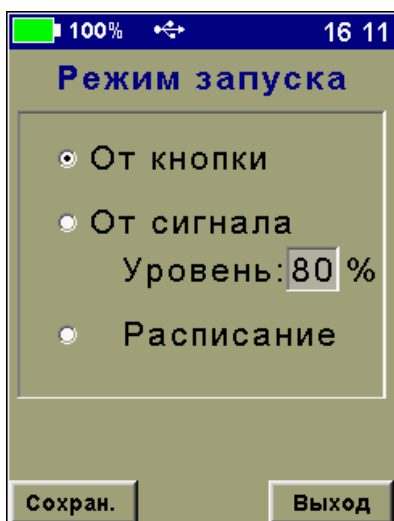 100% 16 11
Режим запуска
От кнопки
От сигнала
Уровень: 80 %
Расписание
Сохран. Выход